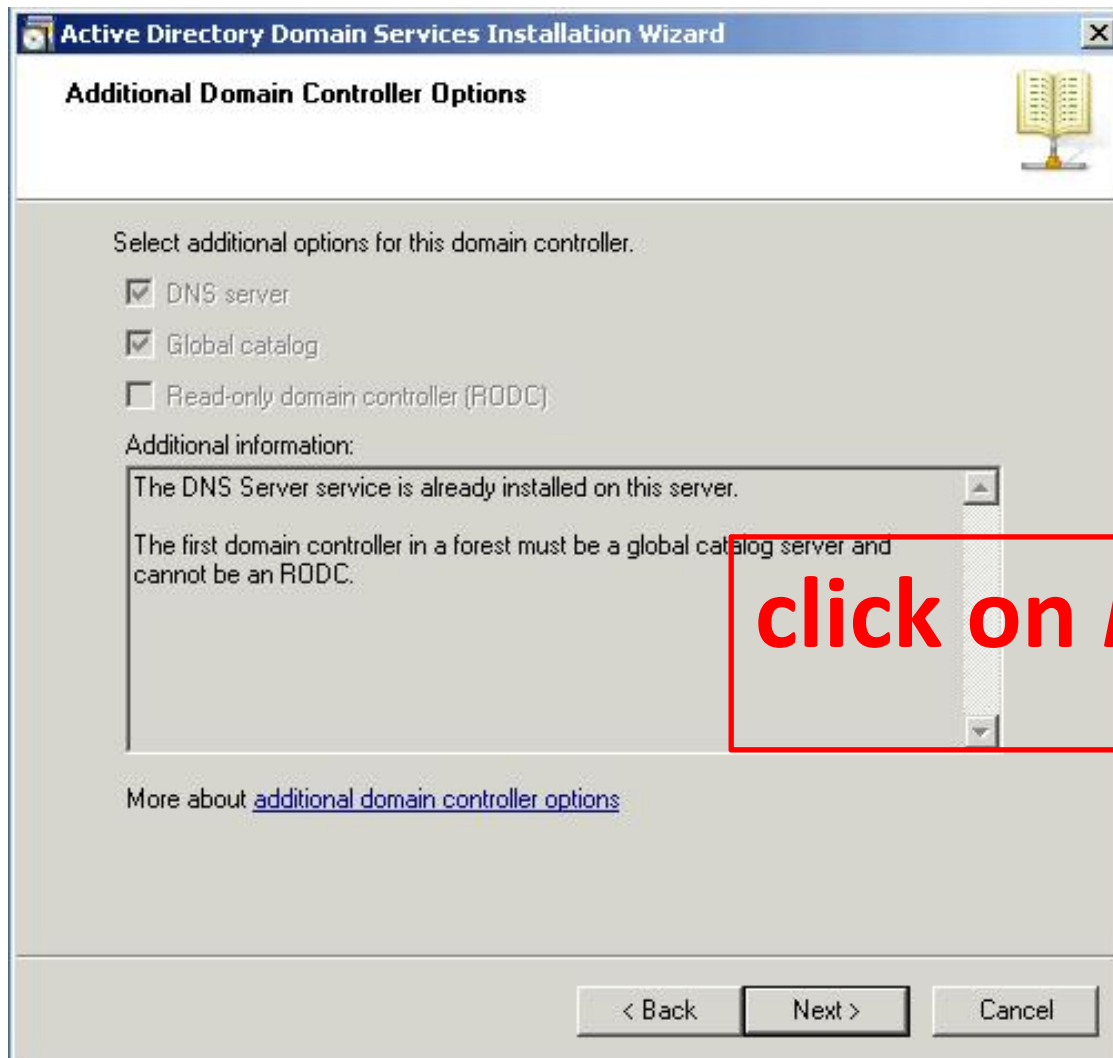 Active Directory Domain Services Installation Wizard
Additional Domain Controller Options
Select additional options for this domain controller.
DNS server
Global catalog
Read-only domain controller (RODC)
Additional information:
The DNS Server service is already installed on this server.
The first domain controller in a forest must be a global catalog server and
cannot be an RODC.
click on
More about additional domain controller options
< Back Next > Cancel